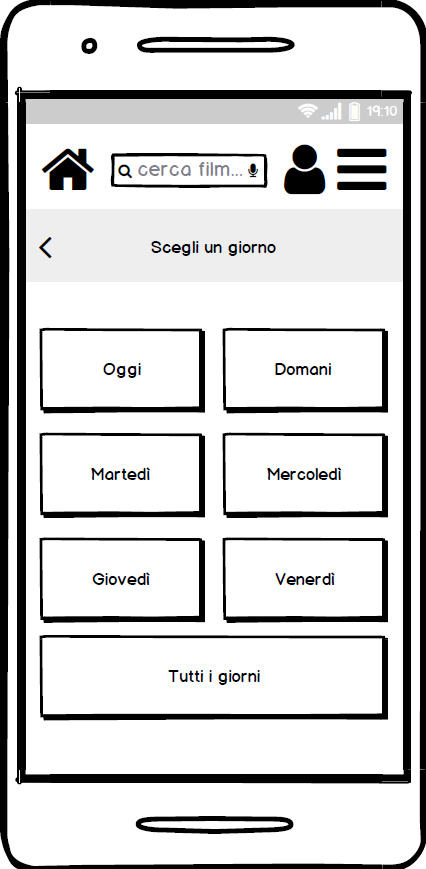 19:10
cerca film...
Scegli un giorno
Oggi
Domani
Martedì
Mercoledì
Giovedì
Venerdì
Tutti i giorni